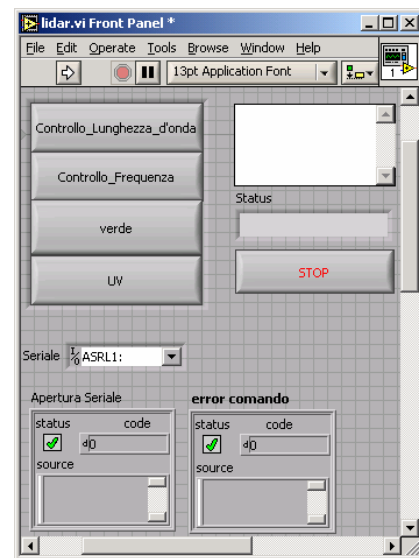 lidar.vi Front Panel *
File Edit Operate Tools Browse Window Help
13pt Application Font
1
Controllo_Lunghezza_d'onda
Controllo_Frequenza
verde
UV
Status
STOP
Seriale I/O ASRL1:
Apertura Seriale
status code
d0
source
error comando
status code
d0
source